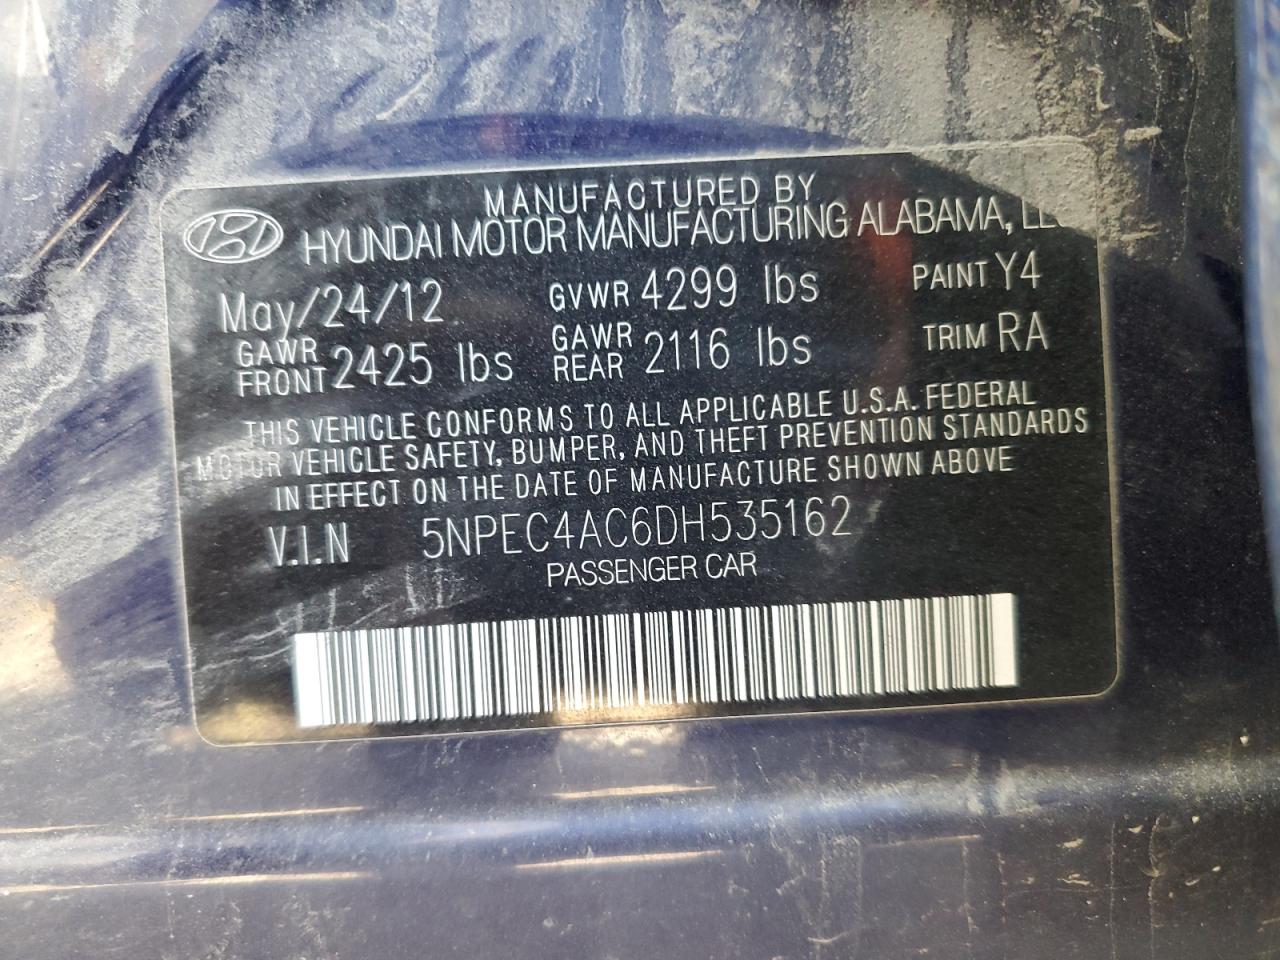 MANUFACTURED BY
HYUNDAI MOTOR MANUFACTURING ALABAMA,
May/24/12 GVWR 4299 lbs PAINT Y4
GAWR FRONT 2425 lbs GAWR REAR 2116 lbs TRIM RA
THIS VEHICLE CONFORMS TO ALL APPLICABLE U.S.A. FEDERAL
MOTOR VEHICLE SAFETY, BUMPER, AND THEFT PREVENTION STANDARDS
IN EFFECT ON THE DATE OF MANUFACTURE SHOWN ABOVE
V.I.N 5NPEC4AC6DH535162
PASSENGER CAR